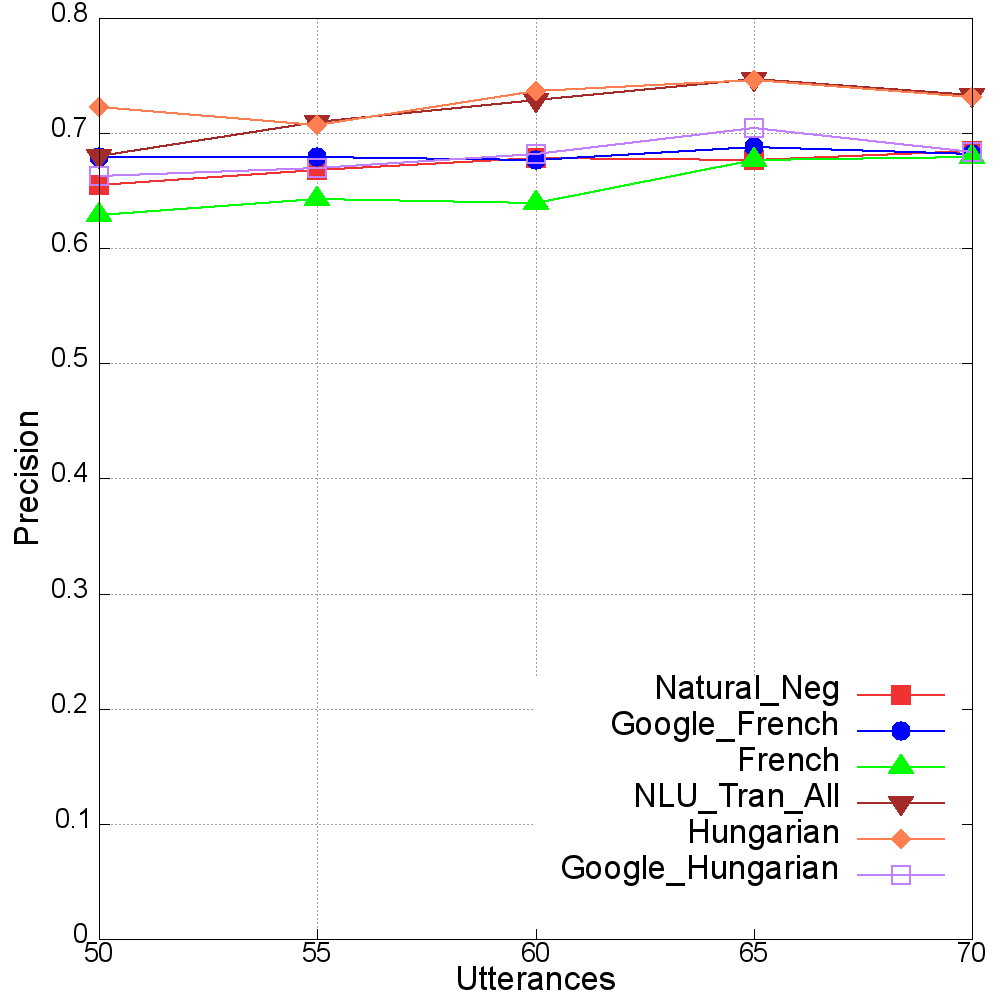 0.8
0.7
0.6
0.5
0.4
0.3
0.2
0.1
0
Precision
Natural_Neg
Google_French
French
NLU_Tran_All
Hungarian
Google_Hungarian
50 55 60 65 70
Utterances